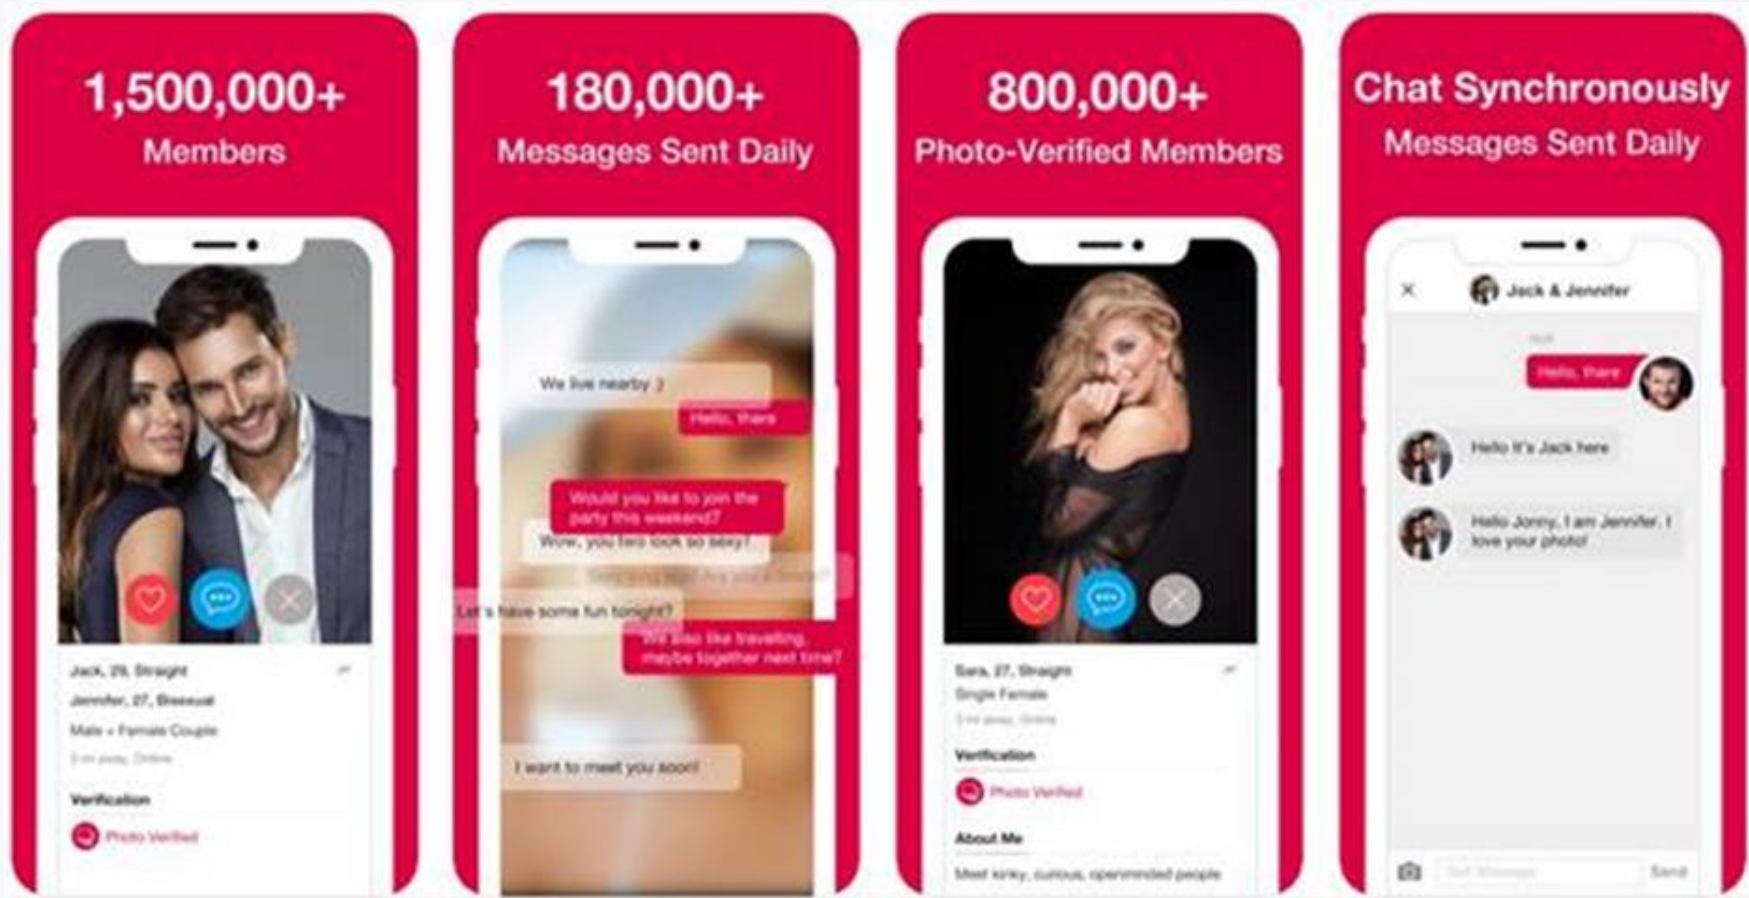 1,500,000+
Members
Jack, 29, Straight
Jennifer, 27, Bisexual
Male + Female Couple
Verification
Photo Verified
180,000+
Messages Sent Daily
We live nearby :)
Hello, there
Would you like to join the
party this weekend?
Wow, you two look so sexy!
Let's have some fun tonight?
We also like travelling,
maybe together next time?
I want to meet you soon!
800,000+
Photo-Verified Members
Sara, 27, Straight
Single Female
Verification
Photo Verified
About Me
Meet kinky, curious, openminded people
Chat Synchronously
Messages Sent Daily
Jack & Jennifer
Hello, there
Hello It's Jack here
Hello Jonny, I am Jennifer. I
love your photo!
Send